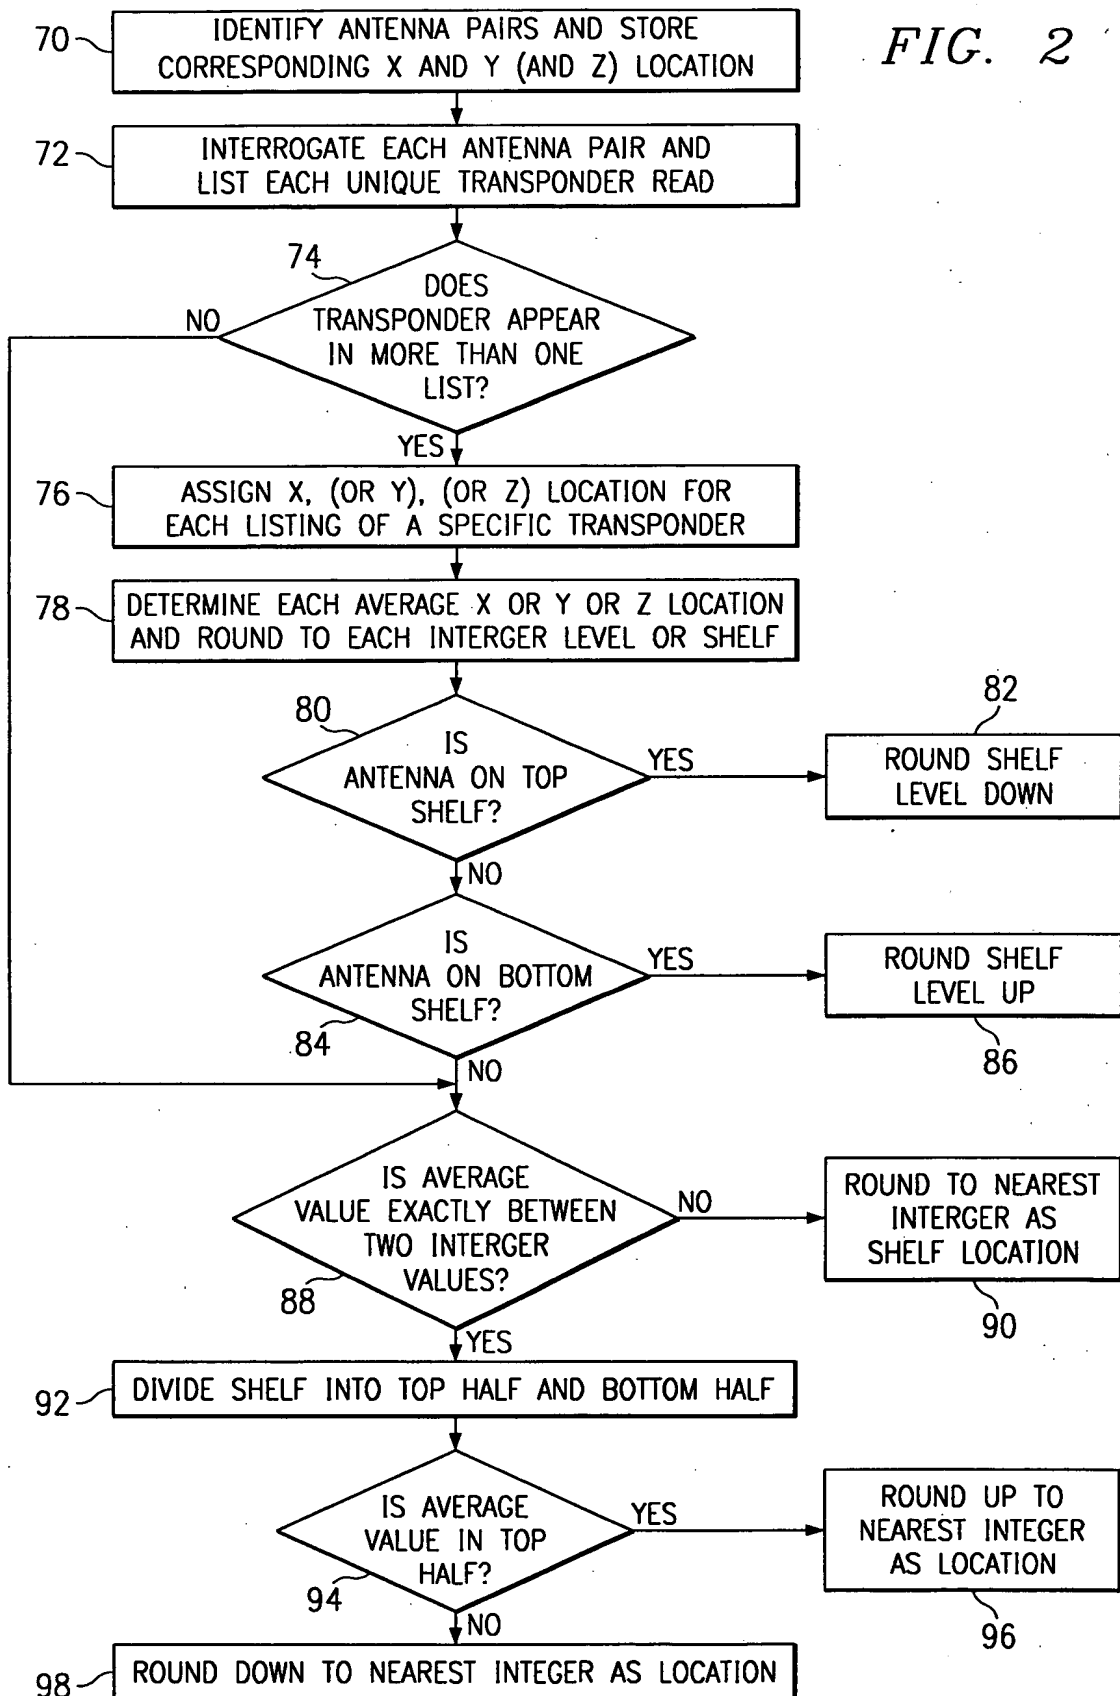 FIG. 2
70
IDENTIFY ANTENNA PAIRS AND STORE
CORRESPONDING X AND Y (AND Z) LOCATION
72
INTERROGATE EACH ANTENNA PAIR AND
LIST EACH UNIQUE TRANSPONDER READ
74
DOES
TRANSPONDER APPEAR
IN MORE THAN ONE
LIST?
NO
YES
76
ASSIGN X, (OR Y), (OR Z) LOCATION FOR
EACH LISTING OF A SPECIFIC TRANSPONDER
78
DETERMINE EACH AVERAGE X OR Y OR Z LOCATION
AND ROUND TO EACH INTERGER LEVEL OR SHELF
80
IS
ANTENNA ON TOP
SHELF?
YES
82
ROUND SHELF
LEVEL DOWN
NO
IS
ANTENNA ON BOTTOM
SHELF?
84
YES
ROUND SHELF
LEVEL UP
86
NO
IS AVERAGE
VALUE EXACTLY BETWEEN
TWO INTERGER
VALUES?
88
NO
ROUND TO NEAREST
INTERGER AS
SHELF LOCATION
90
YES
92
DIVIDE SHELF INTO TOP HALF AND BOTTOM HALF
IS AVERAGE
VALUE IN TOP
HALF?
94
YES
ROUND UP TO
NEAREST INTEGER
AS LOCATION
96
NO
98
ROUND DOWN TO NEAREST INTEGER AS LOCATION